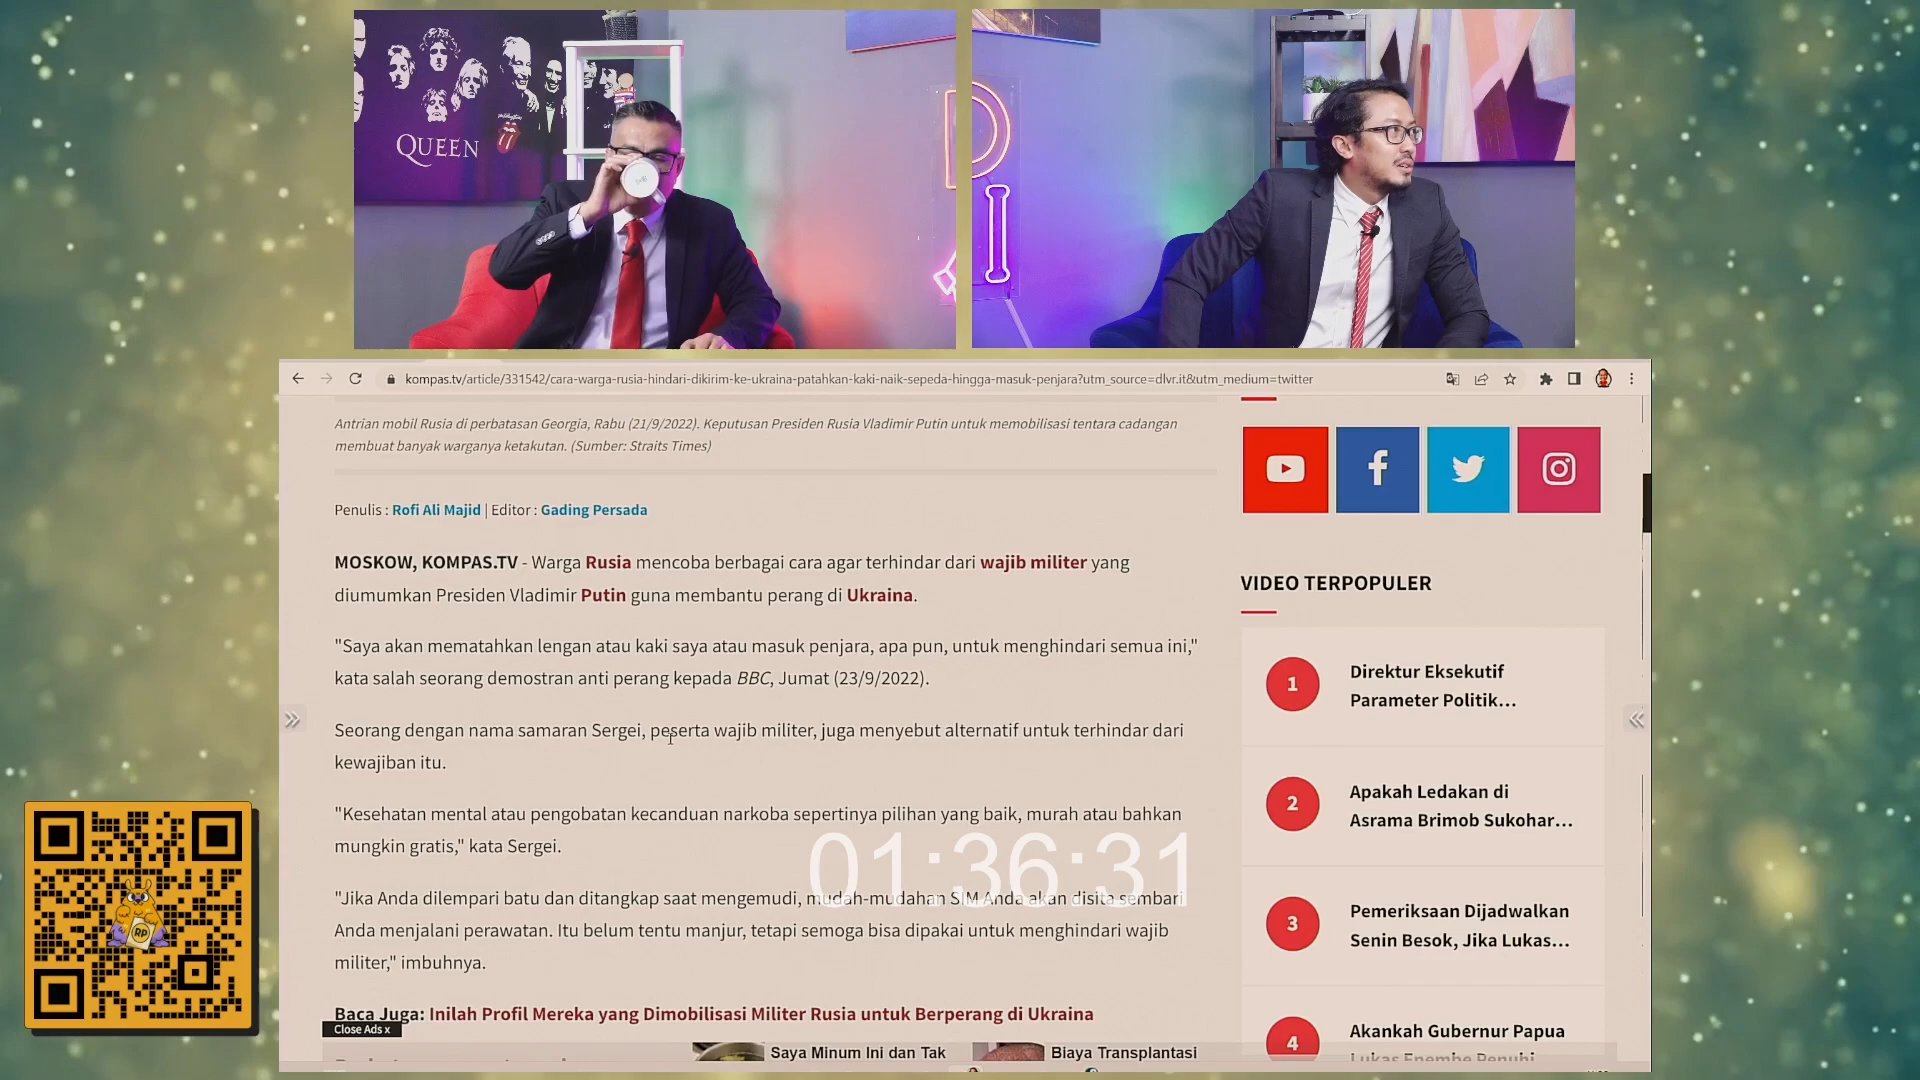 QUEEN
kompas.tv/article/331542/cara-warga-rusia-hindari-dikirim-ke-ukraina-patahkan-kaki-naik-sepeda-hingga-masuk-penjara?utm_source=dlvr.it&utm_medium=twitter
Antrian mobil Rusia di perbatasan Georgia, Rabu (21/9/2022). Keputusan Presiden Rusia Vladimir Putin untuk memobilisasi tentara cadangan
membuat banyak warganya ketakutan. (Sumber: Straits Times)
Penulis : Rofi Ali Majid | Editor : Gading Persada
MOSKOW, KOMPAS.TV - Warga Rusia mencoba berbagai cara agar terhindar dari wajib militer yang
diumumkan Presiden Vladimir Putin guna membantu perang di Ukraina.
"Saya akan mematahkan lengan atau kaki saya atau masuk penjara, apa pun, untuk menghindari semua ini,"
kata salah seorang demostran anti perang kepada BBC, Jumat (23/9/2022).
Seorang dengan nama samaran Sergei, peserta wajib militer, juga menyebut alternatif untuk terhindar dari
kewajiban itu.
"Kesehatan mental atau pengobatan kecanduan narkoba sepertinya pilihan yang baik, murah atau bahkan
mungkin gratis," kata Sergei.
01:36:31
"Jika Anda dilempari batu dan ditangkap saat mengemudi, mudah-mudahan SIM Anda akan disita sembari
Anda menjalani perawatan. Itu belum tentu manjur, tetapi semoga bisa dipakai untuk menghindari wajib
militer," imbuhnya.
Baca Juga: Inilah Profil Mereka yang Dimobilisasi Militer Rusia untuk Berperang di Ukraina
Close Ads x
Saya Minum Ini dan Tak
Biaya Transplantasi
VIDEO TERPOPULER
1
Direktur Eksekutif
Parameter Politik...
2
Apakah Ledakan di
Asrama Brimob Sukohar...
3
Pemeriksaan Dijadwalkan
Senin Besok, Jika Lukas...
4
Akankah Gubernur Papua
Lukas Enembe Penuhi
RP